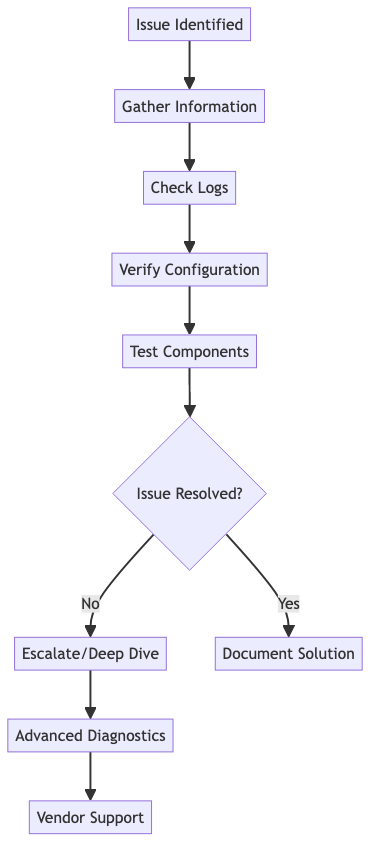 Issue Identified
Gather Information
Check Logs
Verify Configuration
Test Components
Issue Resolved?
No
Yes
Escalate/Deep Dive
Document Solution
Advanced Diagnostics
Vendor Support